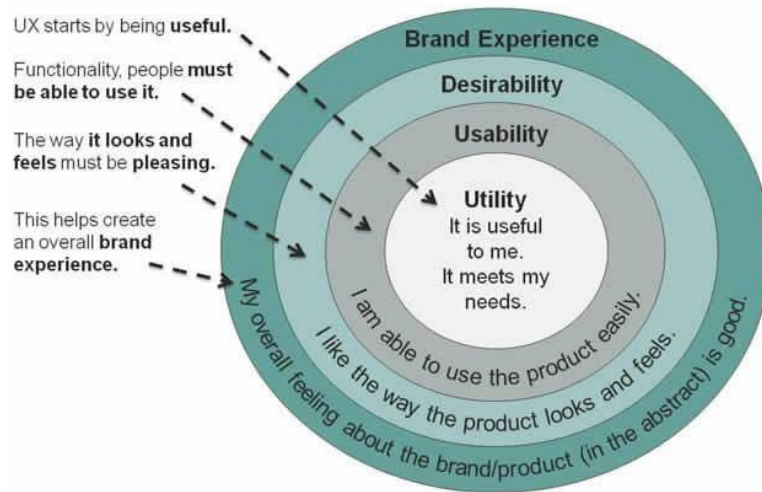 UX starts by being useful.
Functionality, people must
be able to use it.
The way it looks and
feels must be pleasing.
This helps create
an overall brand
experience.
Brand Experience
Desirability
Usability
Utility
It is useful
to me.
It meets my
needs.
I am able to use the product easily.
I like the way the product looks and feels.
My overall feeling about the brand/product (in the abstract) is good.